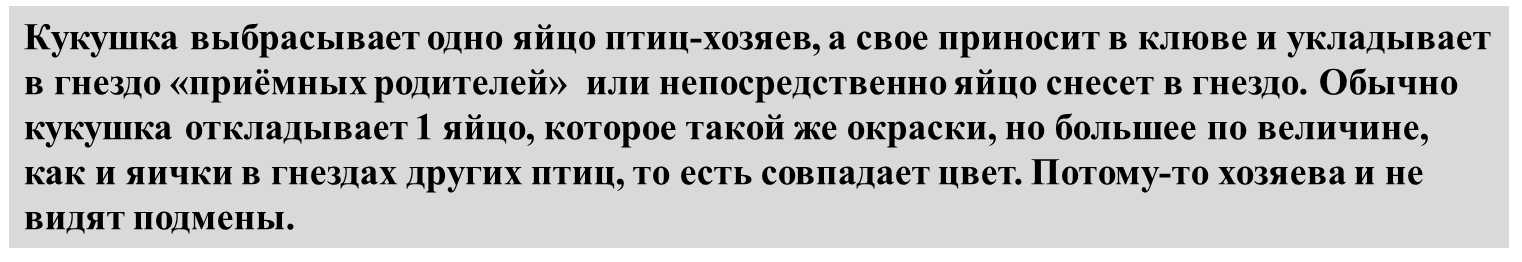 Кукушка выбрасывает одно яйцо птиц-хозяев, а свое приносит в клюве и укладывает
в гнездо «приёмных родителей» или непосредственно яйцо снесет в гнездо. Обычно
кукушка откладывает 1 яйцо, которое такой же окраски, но большее по величине,
как и яички в гнездах других птиц, то есть совпадает цвет. Потому-то хозяева и не
видят подмены.